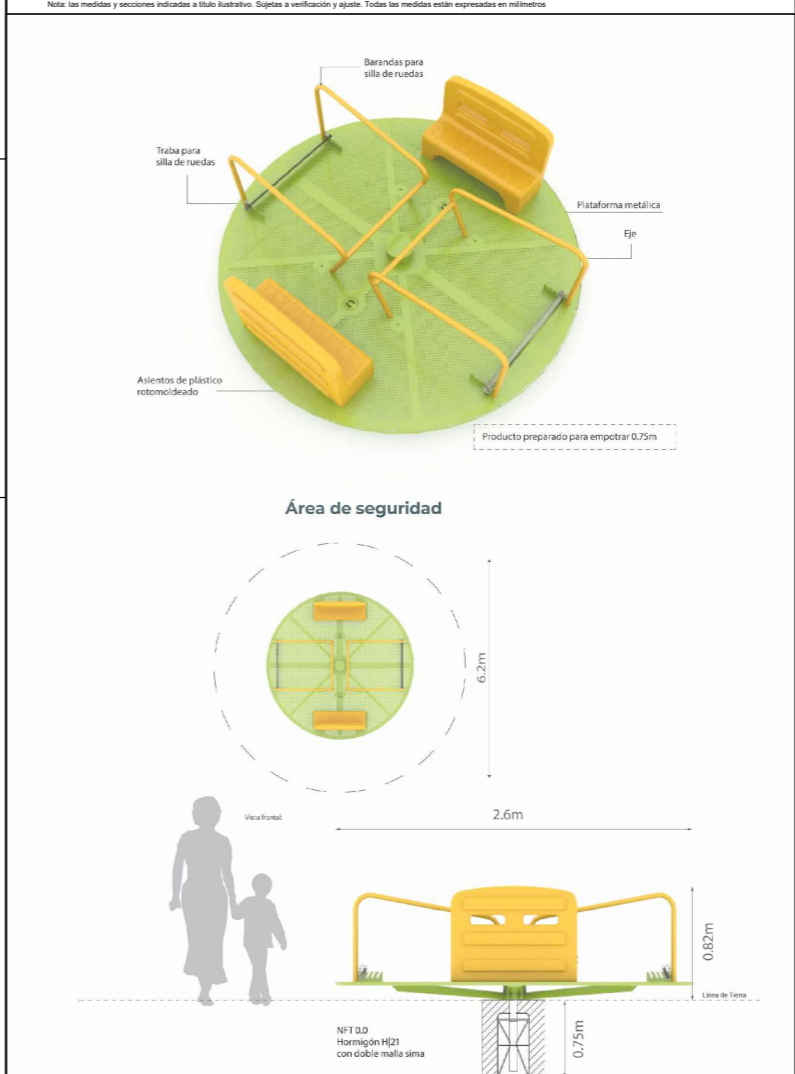 Nota: las medidas y secciones indicadas a título ilustrativo. Sujetas a verificación y ajuste. Todas las medidas están expresadas en milímetros
Barandas para
silla de ruedas
Traba para
silla de ruedas
Plataforma metálica
Eje
Asientos de plástico
rotomoldeado
Producto preparado para empotrar 0.75m
Área de seguridad
6.2m
Vista frontal:
2.6m
0.82m
Línea de Tierra
NFT 0.0
Hormigón H|21
con doble malla sima
0.75m